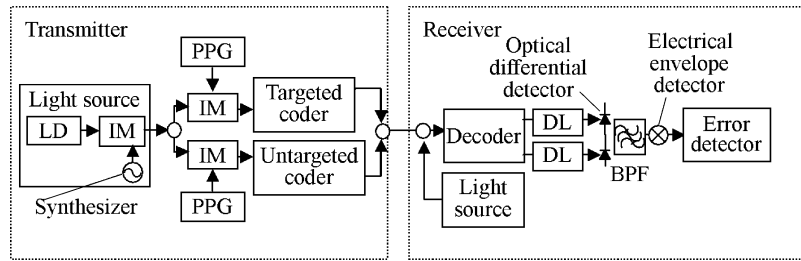 Transmitter
PPG
Light source
LD
IM
Synthesizer
IM
Targeted
coder
IM
Untargeted
coder
PPG
Receiver
Optical
differential
detector
Electrical
envelope
detector
Decoder
DL
DL
BPF
Error
detector
Light
source